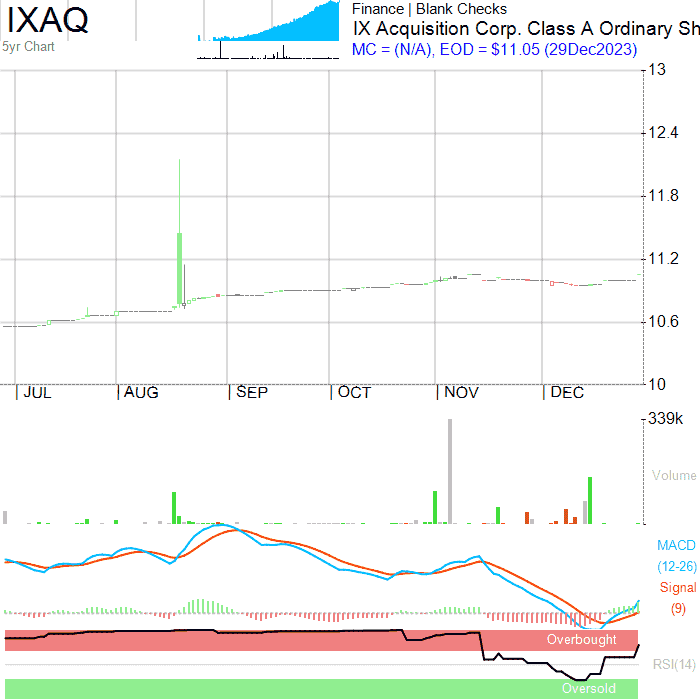 IXAQ
5yr Chart
Finance | Blank Checks
IX Acquisition Corp. Class A Ordinary Sh
MC = (N/A), EOD = $11.05 (29Dec2023)
13
12.4
11.8
11.2
10.6
10
JUL
AUG
SEP
OCT
NOV
DEC
339k
Volume
MACD
(12-26)
Signal
(9)
Overbought
RSI(14)
Oversold